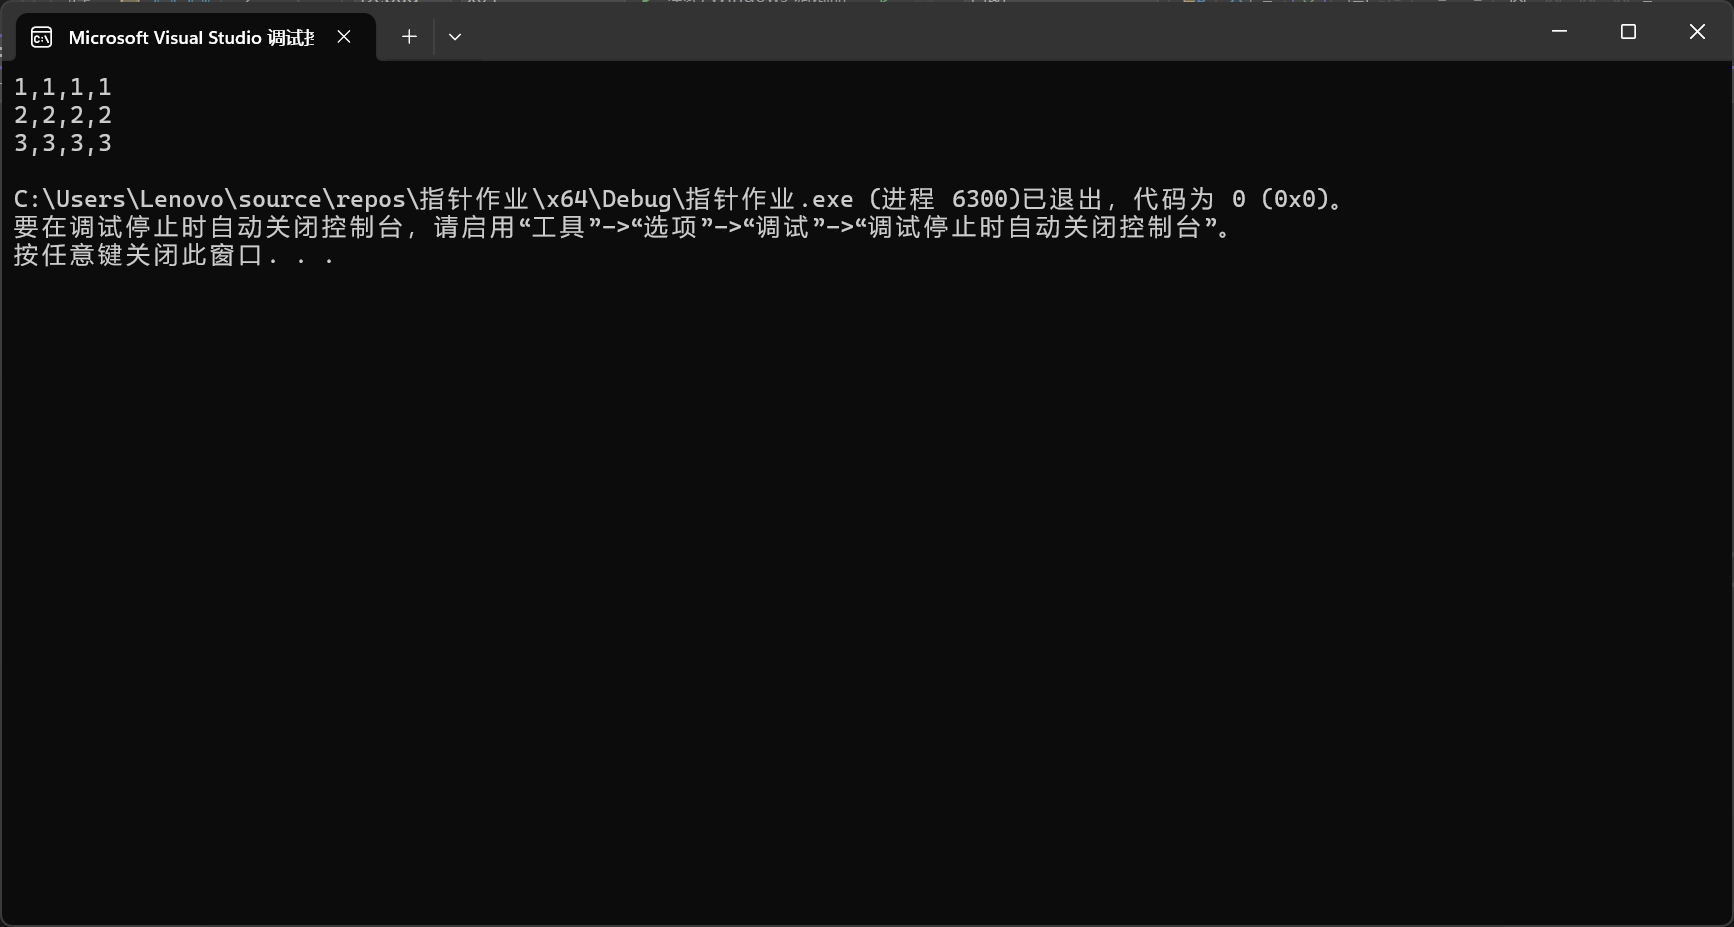 Microsoft Visual Studio 调试
1,1,1,1
2,2,2,2
3,3,3,3
C:\Users\Lenovo\source\repos\指针作业\x64\Debug\指针作业.exe (进程 6300)已退出，代码为 0 (0x0)。
要在调试停止时自动关闭控制台，请启用“工具”->“选项”->“调试”->“调试停止时自动关闭控制台”。
按任意键关闭此窗口. . .